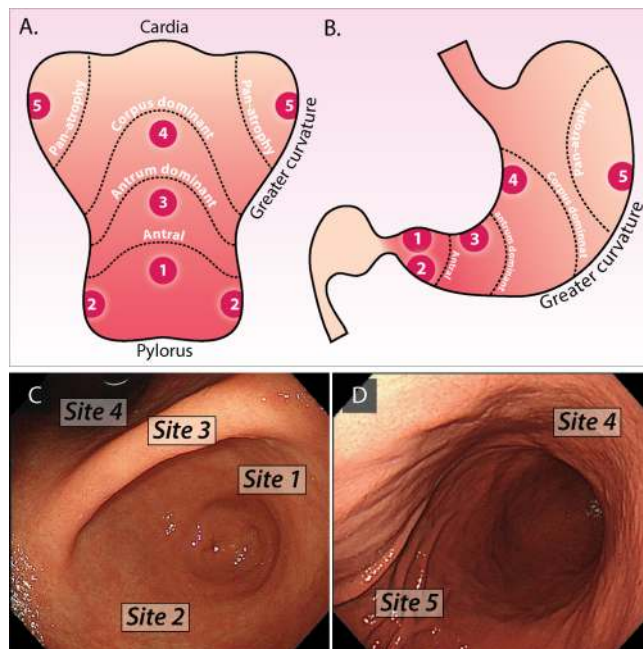 A.
Cardia
5
Pan-atrophy
Corpus dominant
4
Pan-atrophy
5
Antrum dominant
3
Greater curvature
Antral
1
2
2
Pylorus
B.
4
Pan-atrophy
5
Corpus dominnat
1
3
2
Antral
antrum dominant
Greater curvature
C
Site 4
Site 3
Site 1
Site 2
D
Site 4
Site 5